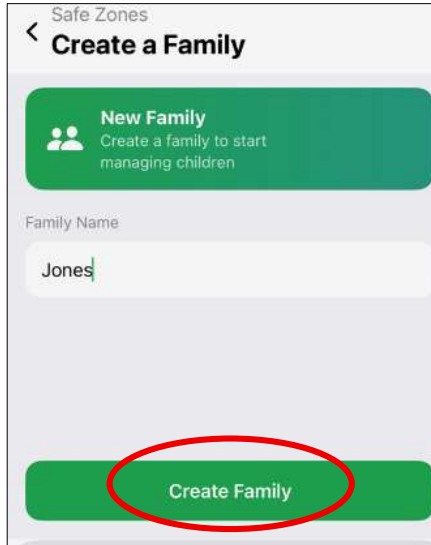 Safe Zones
Create a Family
New Family
Create a family to start
managing children
Family Name
Jones
Create Family